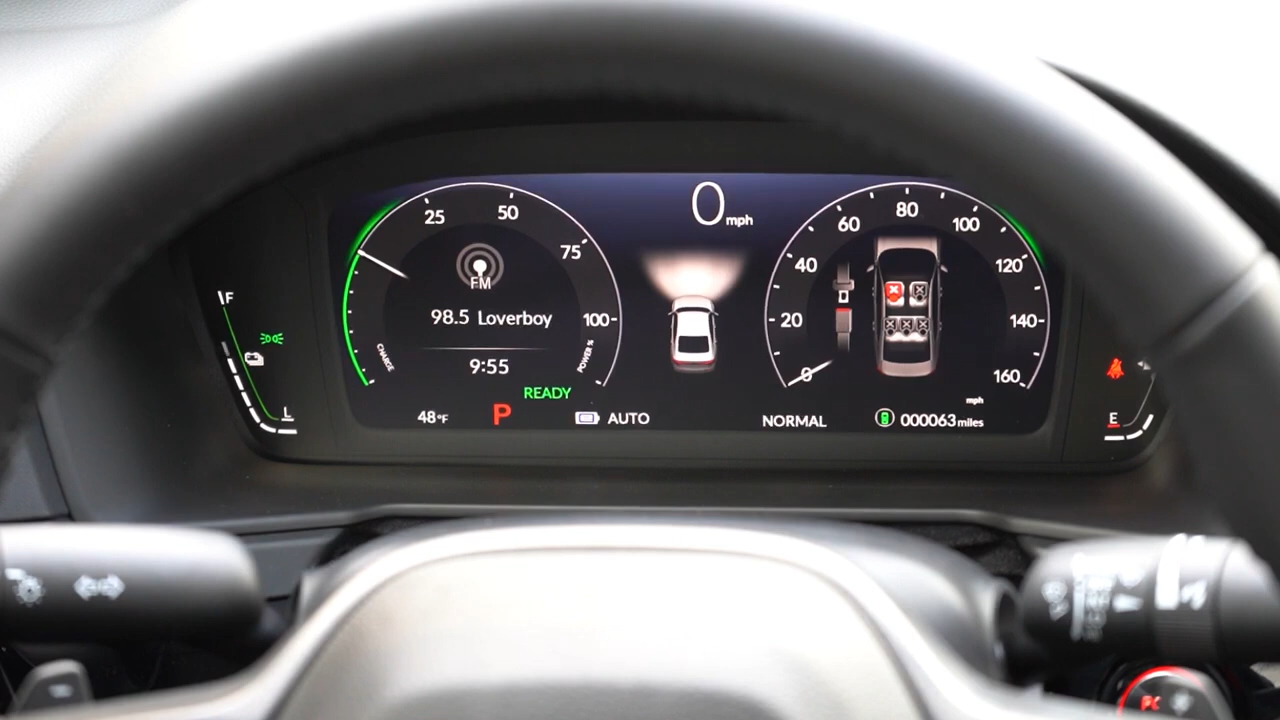 0 mph
25
50
75
100
CHARGE
POWER %
FM
98.5 Loverboy
9:55
READY
48°F
P
AUTO
F
L
0
20
40
60
80
100
120
140
160
mph
NORMAL
000063 miles
E